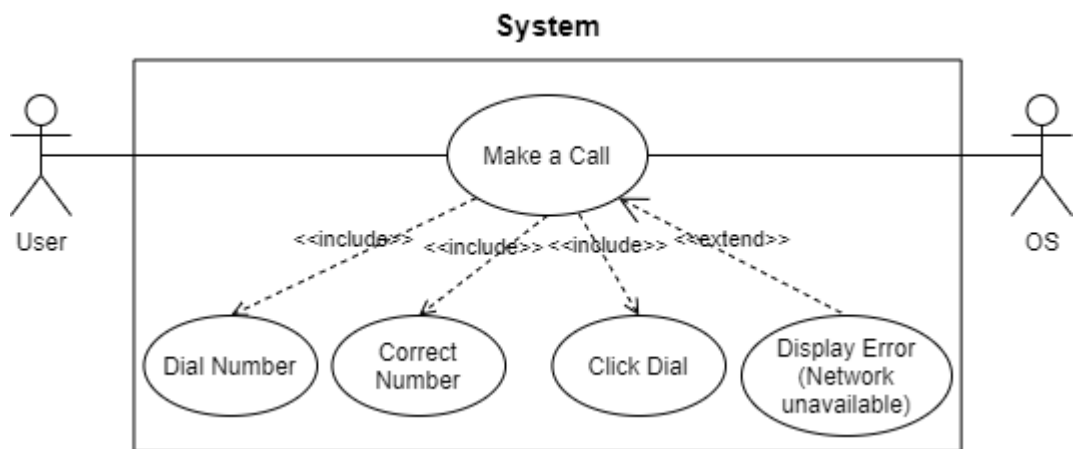 System
Make a Call
User
OS
<<include>>
<<include>>
<<include>>
<<extend>>
Dial Number
Correct
Number
Click Dial
Display Error
(Network
unavailable)